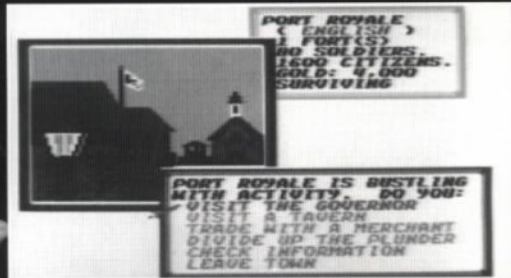 PORT ROYALE
( ENGLISH )
1 FORT(S)
80 SOLDIERS.
1600 CITIZENS.
GOLD: 4,000
SURVIVING
PORT ROYALE IS BUSTLING
WITH ACTIVITY. DO YOU:
VISIT THE GOVERNOR
VISIT A TAVERN
TRADE WITH A MERCHANT
DIVIDE UP THE PLUNDER
CHECK INFORMATION
LEAVE TOWN